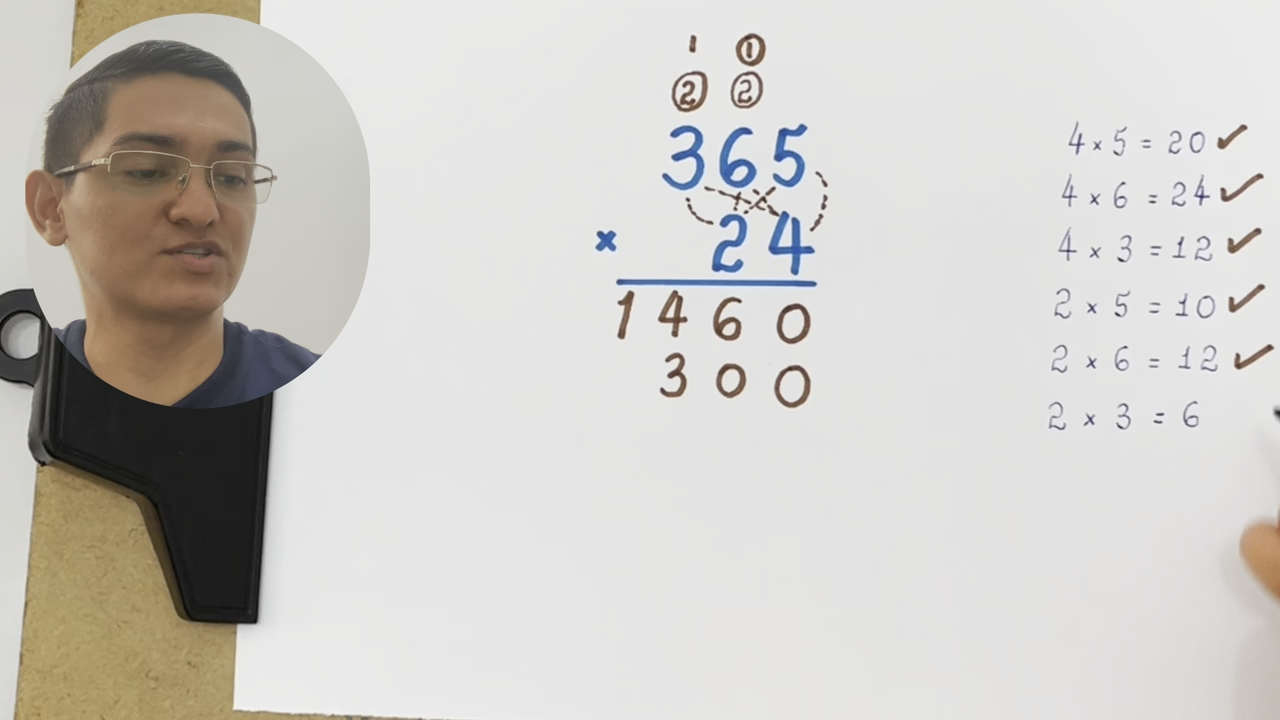 1 1
2 2
365
× 24
1460
300
4 × 5 = 20 ✓
4 × 6 = 24 ✓
4 × 3 = 12 ✓
2 × 5 = 10 ✓
2 × 6 = 12 ✓
2 × 3 = 6